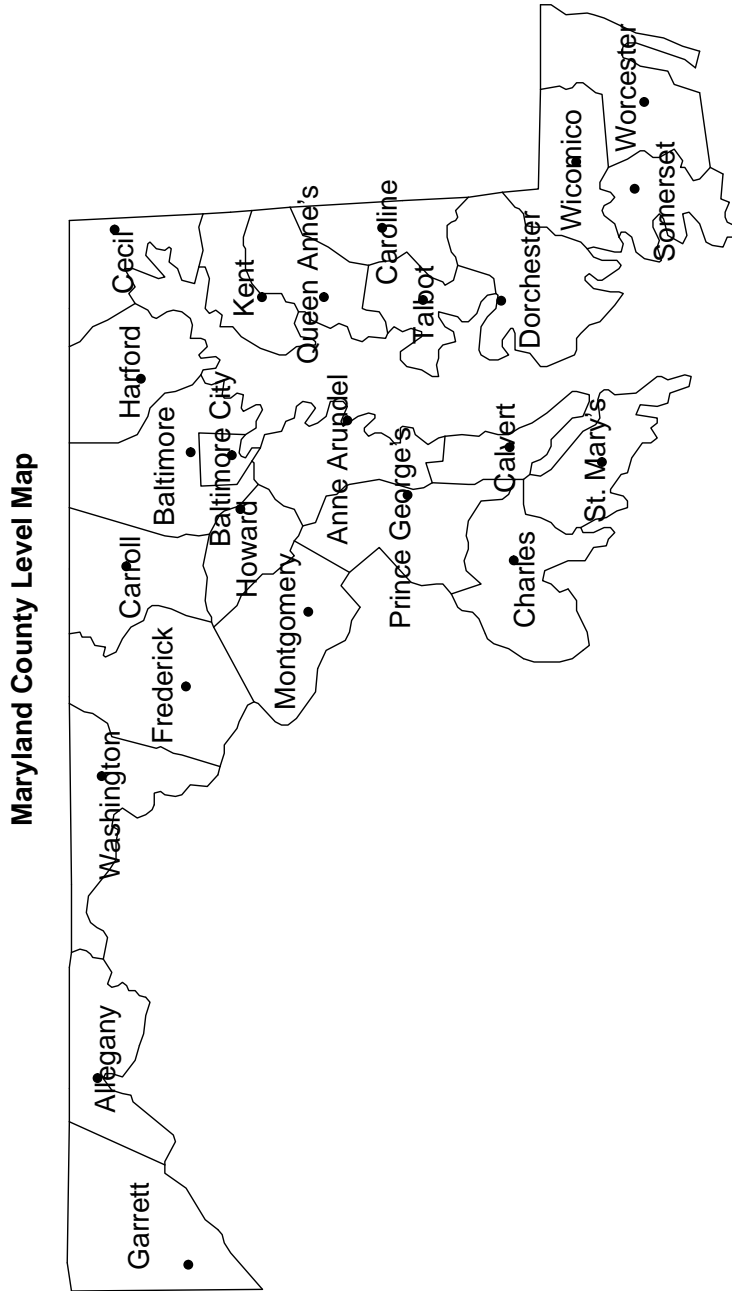 Maryland County Level Map
Garrett
Allegany
Washington
Frederick
Carroll
Baltimore
Harford
Cecil
Baltimore City
Howard
Montgomery
Kent
Queen Anne's
Anne Arundel
Prince George's
Caroline
Talbot
Calvert
Charles
Dorchester
St. Mary's
Wicomico
Worcester
Somerset